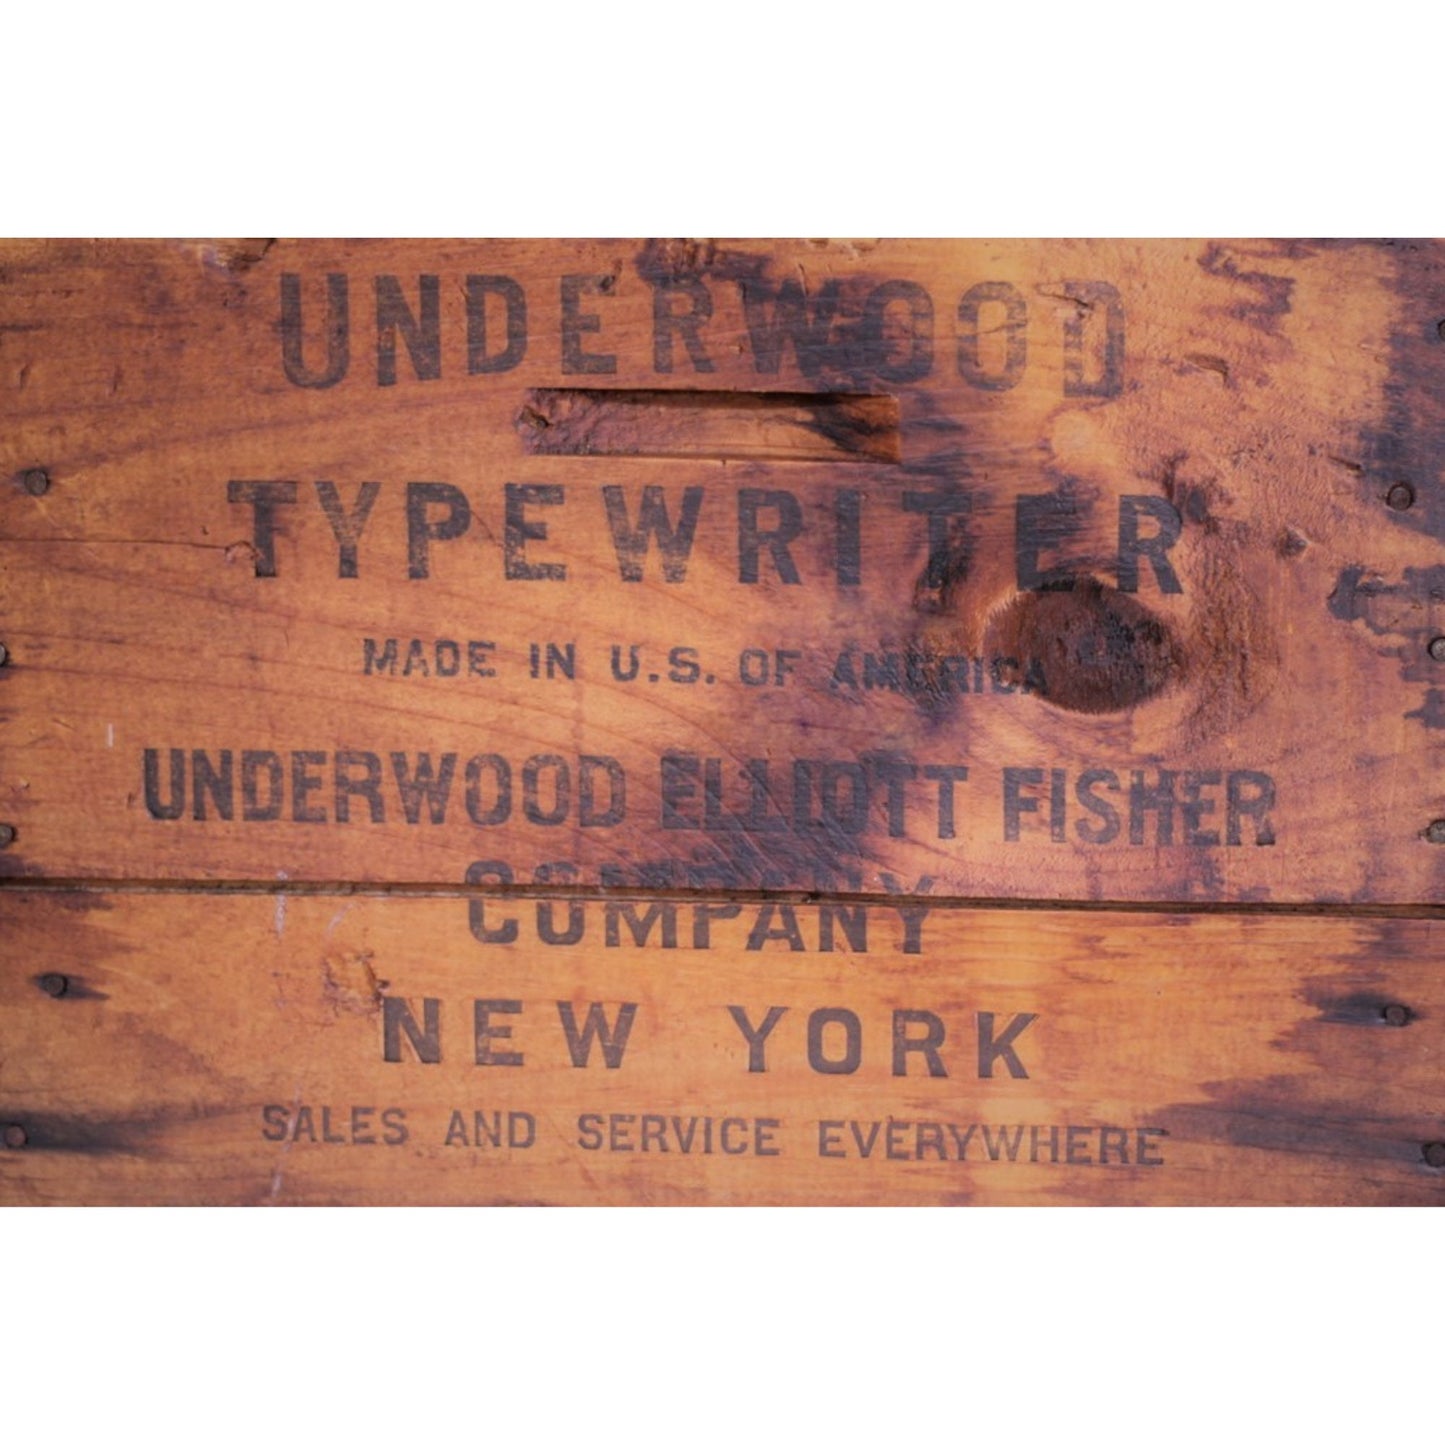 UNDERWOOD
TYPEWRITER
MADE IN U.S. OF AMERICA
UNDERWOOD ELLIOTT FISHER
COMPANY
NEW YORK
SALES AND SERVICE EVERYWHERE